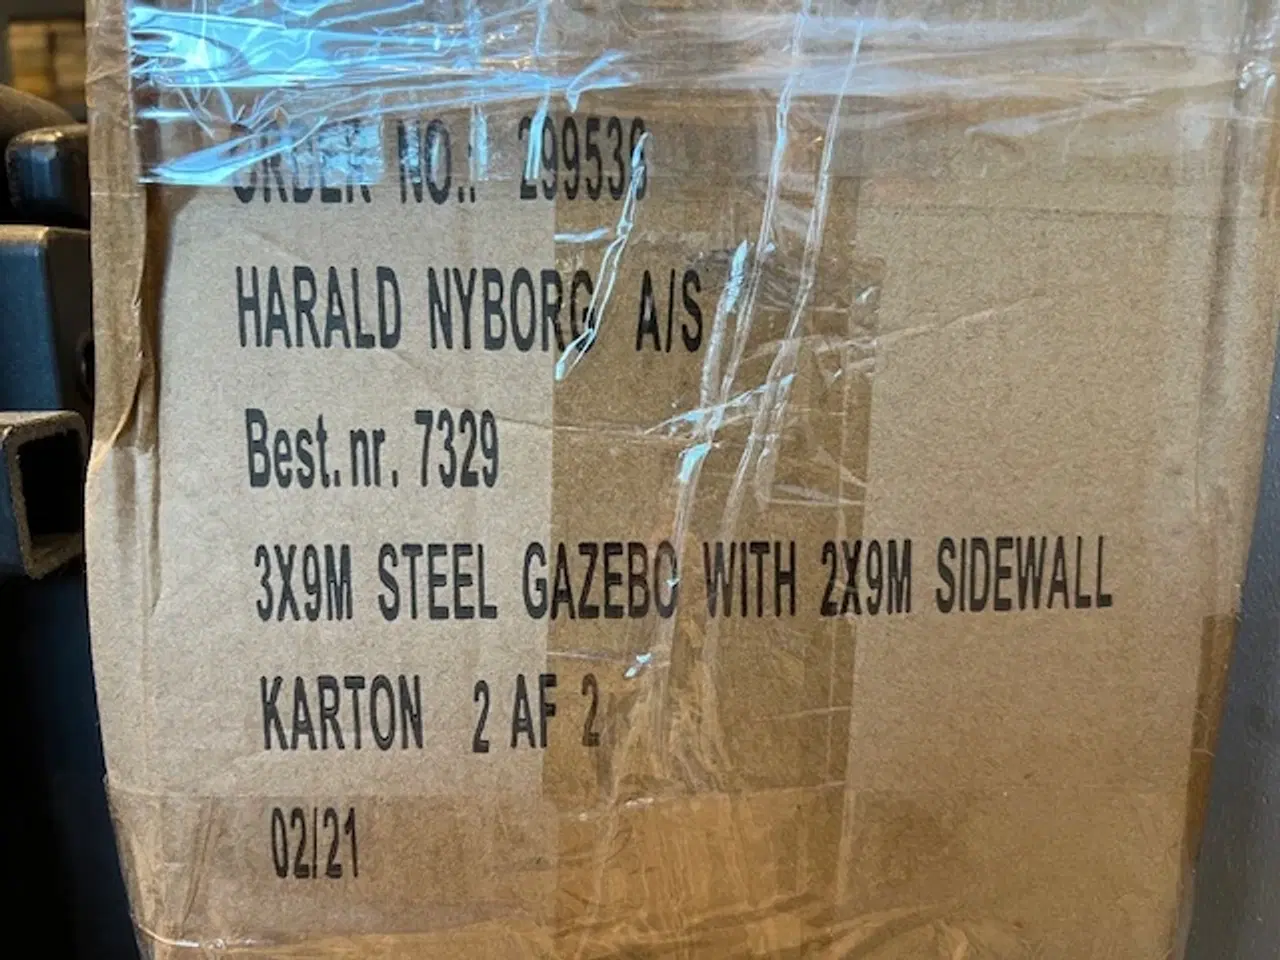 ORDER NO.: 299538
HARALD NYBORG A/S
Best. nr. 7329
3X9M STEEL GAZEBO WITH 2X9M SIDEWALL
KARTON 2 AF 2
02/21